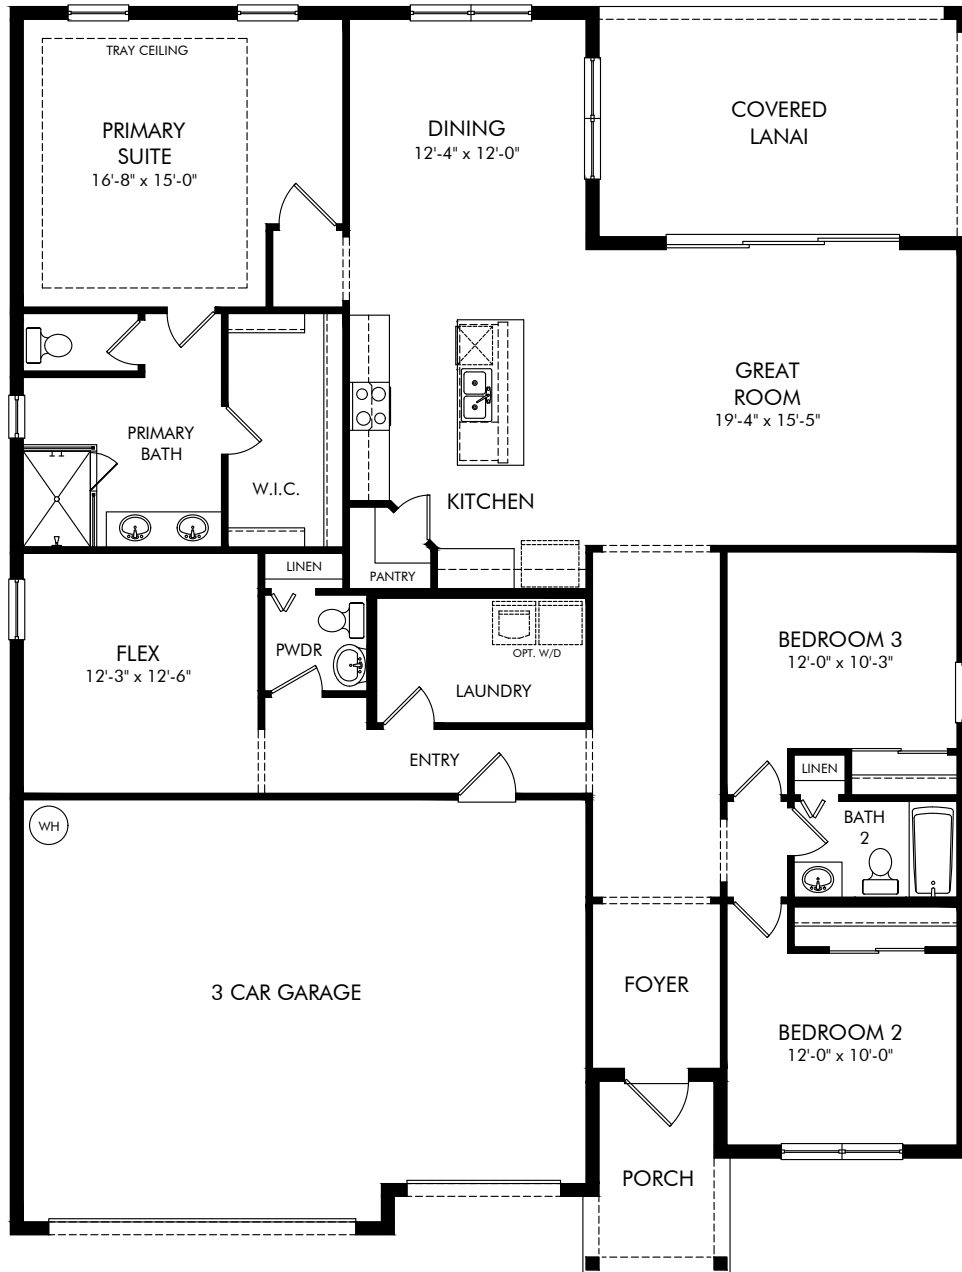 TRAY CEILING
PRIMARY
SUITE
16'-8" x 15'-0"
DINING
12'-4" x 12'-0"
COVERED
LANAI
GREAT
ROOM
19'-4" x 15'-5"
PRIMARY
BATH
W.I.C.
KITCHEN
LINEN
PANTRY
FLEX
12'-3" x 12'-6"
PWDR
OPT. W/D
LAUNDRY
BEDROOM 3
12'-0" x 10'-3"
ENTRY
LINEN
WH
BATH
2
3 CAR GARAGE
FOYER
BEDROOM 2
12'-0" x 10'-0"
PORCH